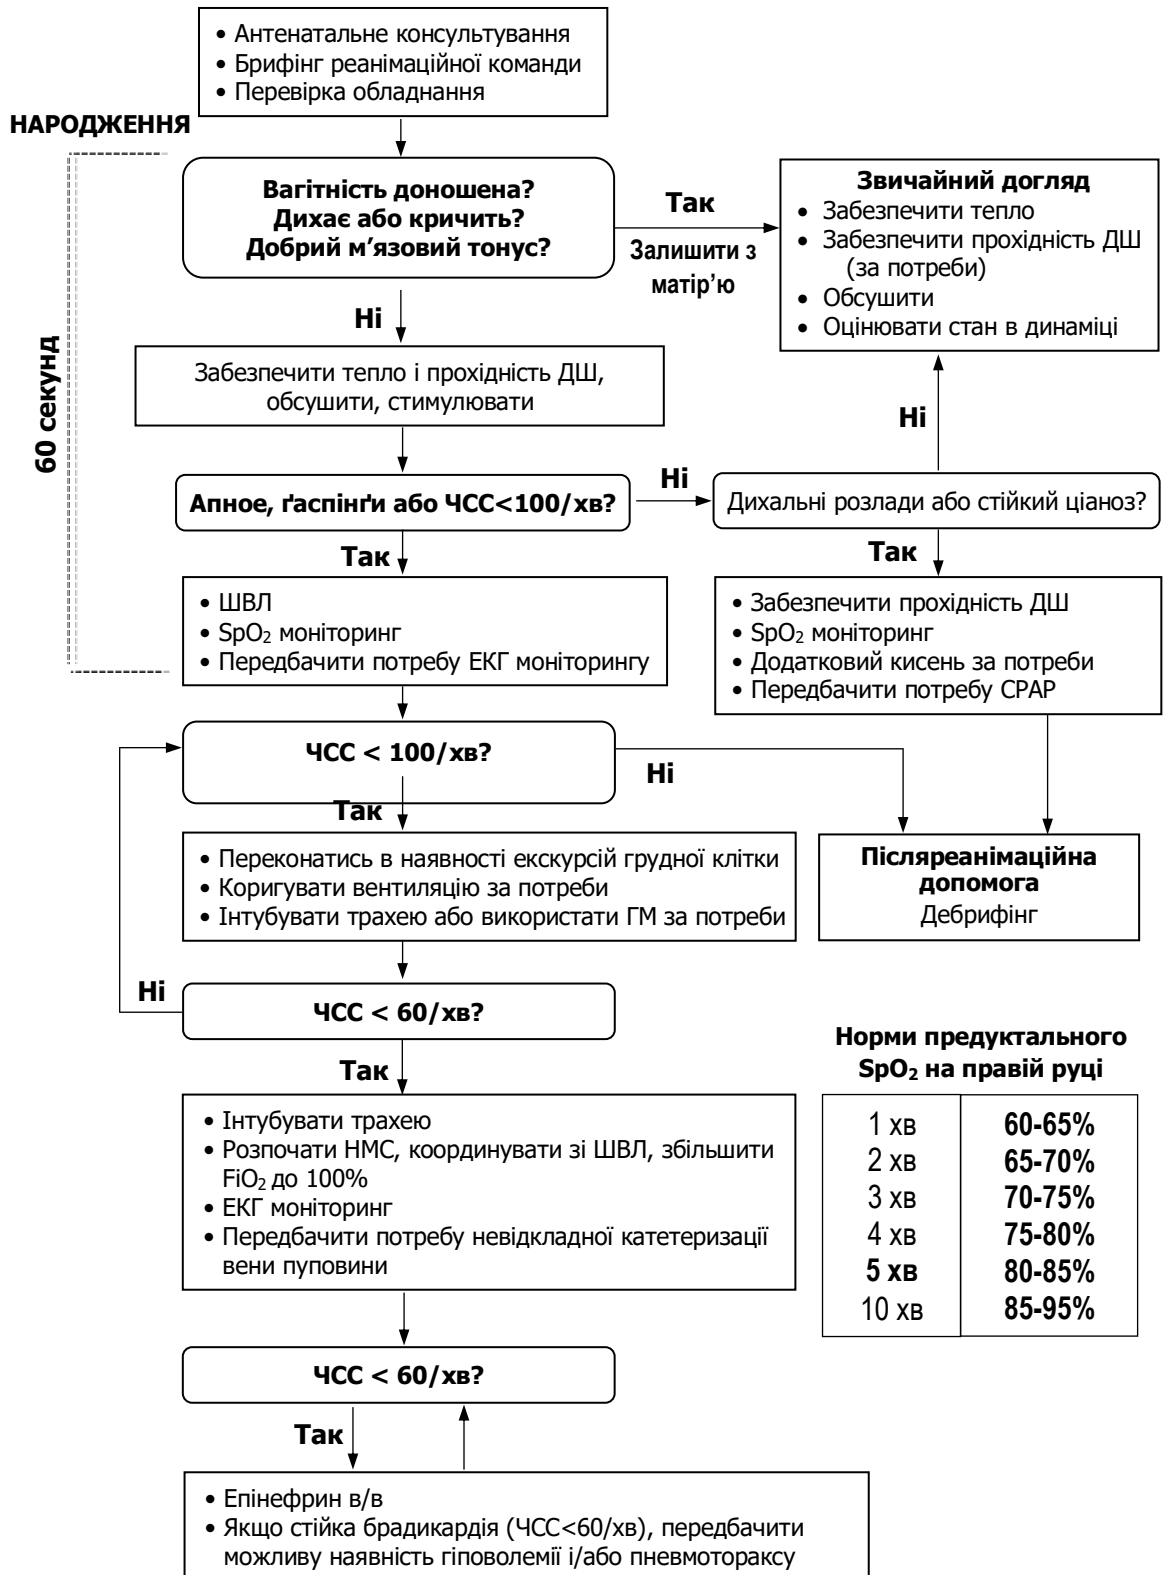 • Антенатальне консультування
• Брифінг реанімаційної команди
• Перевірка обладнання
НАРОДЖЕННЯ
60 секунд
Вагітність доношена?
Дихає або кричить?
Добрий м’язовий тонус?
Так
Залишити з
матір’ю
Звичайний догляд
• Забезпечити тепло
• Забезпечити прохідність ДШ
(за потреби)
• Обсушити
• Оцінювати стан в динаміці
Ні
Забезпечити тепло і прохідність ДШ,
обсушити, стимулювати
Ні
Апное, ґаспінґи або ЧСС<100/хв?
Ні
Дихальні розлади або стійкий ціаноз?
Так
Так
• ШВЛ
• SpO₂ моніторинг
• Передбачити потребу ЕКГ моніторингу
• Забезпечити прохідність ДШ
• SpO₂ моніторинг
• Додатковий кисень за потреби
• Передбачити потребу СРАР
ЧСС < 100/хв?
Ні
Так
• Переконатись в наявності екскурсій грудної клітки
• Коригувати вентиляцію за потреби
• Інтубувати трахею або використати ГМ за потреби
Післяреанімаційна
допомога
Дебрифінг
Ні
ЧСС < 60/хв?
Так
• Інтубувати трахею
• Розпочати НМС, координувати зі ШВЛ, збільшити
FiO₂ до 100%
• ЕКГ моніторинг
• Передбачити потребу невідкладної катетеризації
вени пуповини
Норми предуктального
SpO₂ на правій руці
1 хв 60-65%
2 хв 65-70%
3 хв 70-75%
4 хв 75-80%
5 хв 80-85%
10 хв 85-95%
ЧСС < 60/хв?
Так
• Епінефрин в/в
• Якщо стійка брадикардія (ЧСС<60/хв), передбачити
можливу наявність гіповолемії і/або пневмотораксу